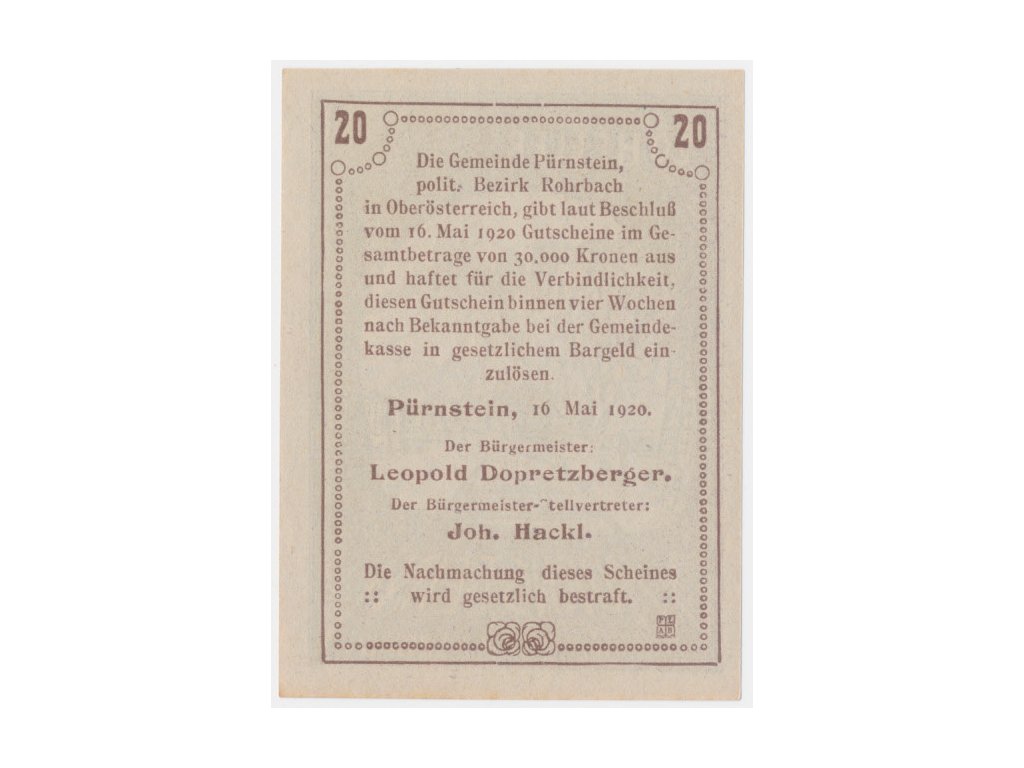 20 20
Die Gemeinde Pürnstein,
polit. Bezirk Rohrbach
in Oberösterreich, gibt laut Beschluß
vom 16. Mai 1920 Gutscheine im Ge-
samtbetrage von 30.000 Kronen aus
und haftet für die Verbindlichkeit,
diesen Gutschein binnen vier Wochen
nach Bekanntgabe bei der Gemeinde-
kasse in gesetzlichem Bargeld ein-
zulösen.
Pürnstein, 16 Mai 1920.
Der Bürgermeister:
Leopold Dopretzberger.
Der Bürgermeister-Stellvertreter:
Joh. Hackl.
Die Nachmachung dieses Scheines
:: wird gesetzlich bestraft. ::